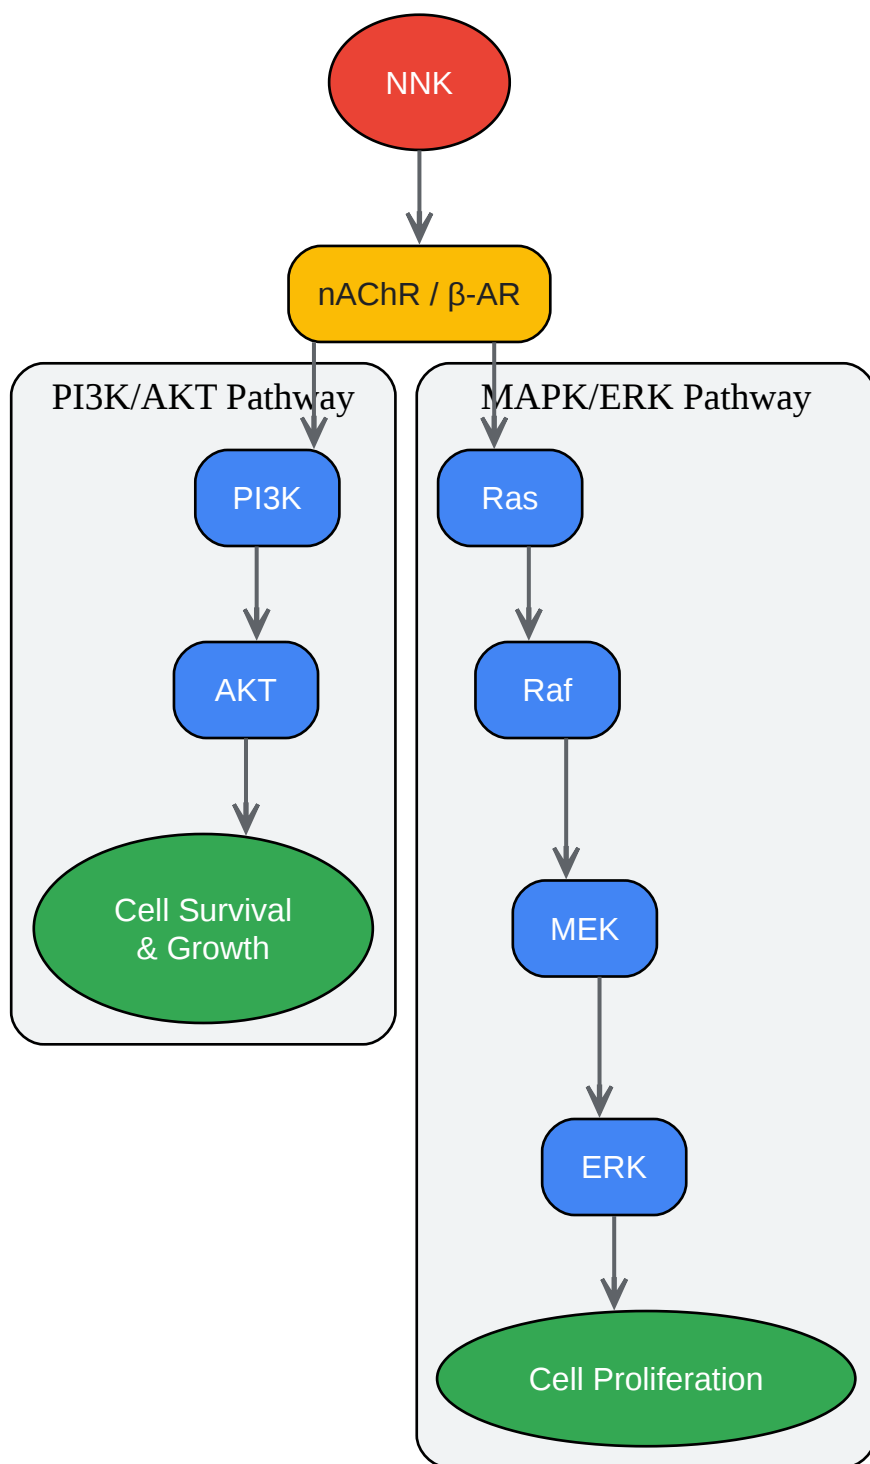 NNK
nAChR / β-AR
PI3K/AKT Pathway
PI3K
AKT
Cell Survival
& Growth
MAPK/ERK Pathway
Ras
Raf
MEK
ERK
Cell Proliferation